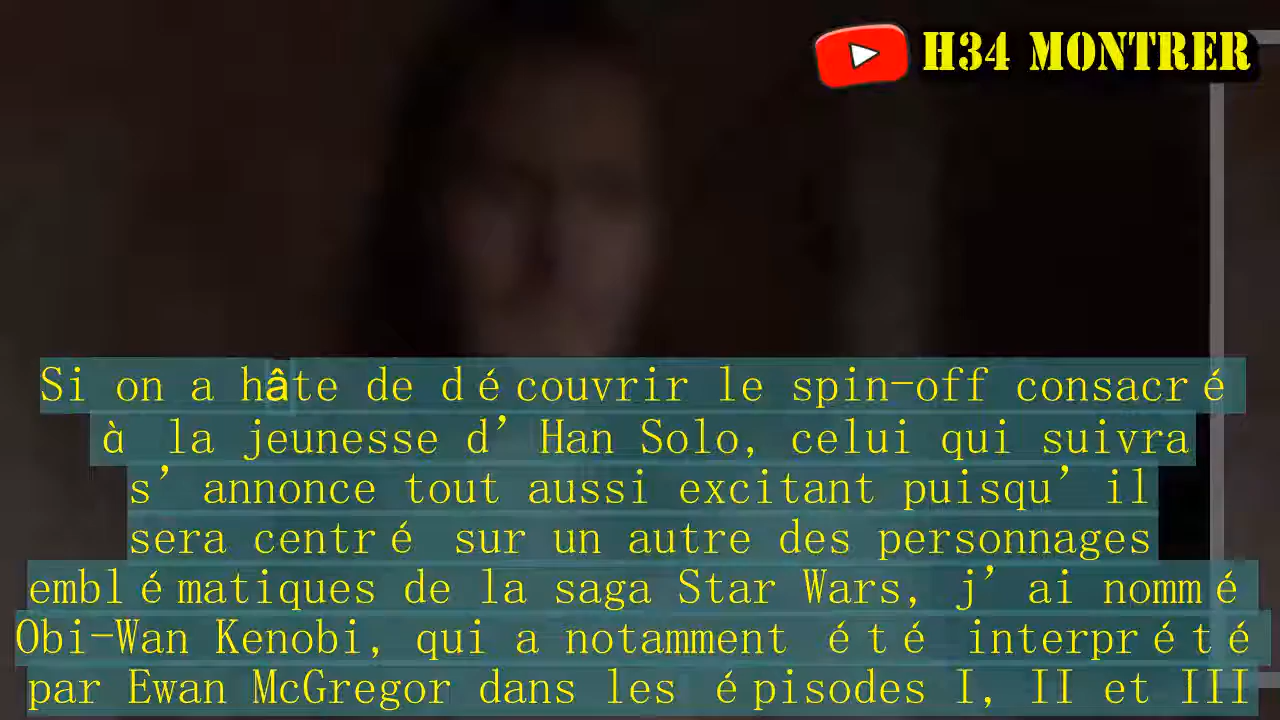 H34 MONTRER
Si on a hâte de découvrir le spin-off consacré
à la jeunesse d’Han Solo, celui qui suivra
s’annonce tout aussi excitant puisqu’il
sera centré sur un autre des personnages
emblématiques de la saga Star Wars, j’ai nommé
Obi-Wan Kenobi, qui a notamment été interprété
par Ewan McGregor dans les épisodes I, II et III